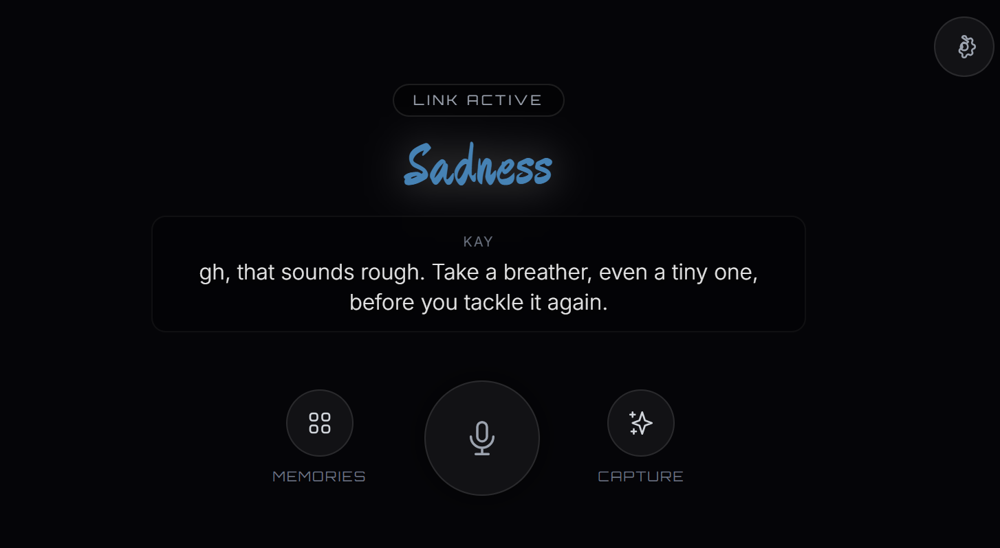 LINK ACTIVE
Sadness
KAY
gh, that sounds rough. Take a breather, even a tiny one,
before you tackle it again.
MEMORIES
CAPTURE